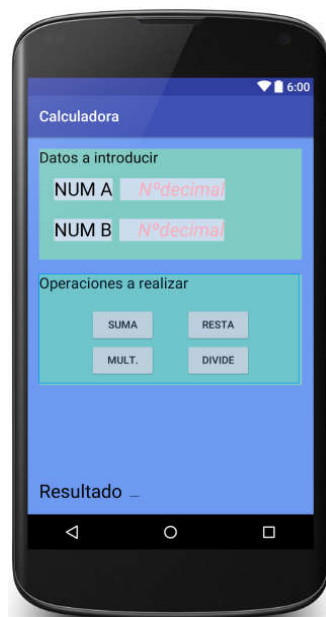 6:00
Calculadora
Datos a introducir
NUM A Nºdecimal
NUM B Nºdecimal
Operaciones a realizar
SUMA RESTA
MULT. DIVIDE
Resultado _